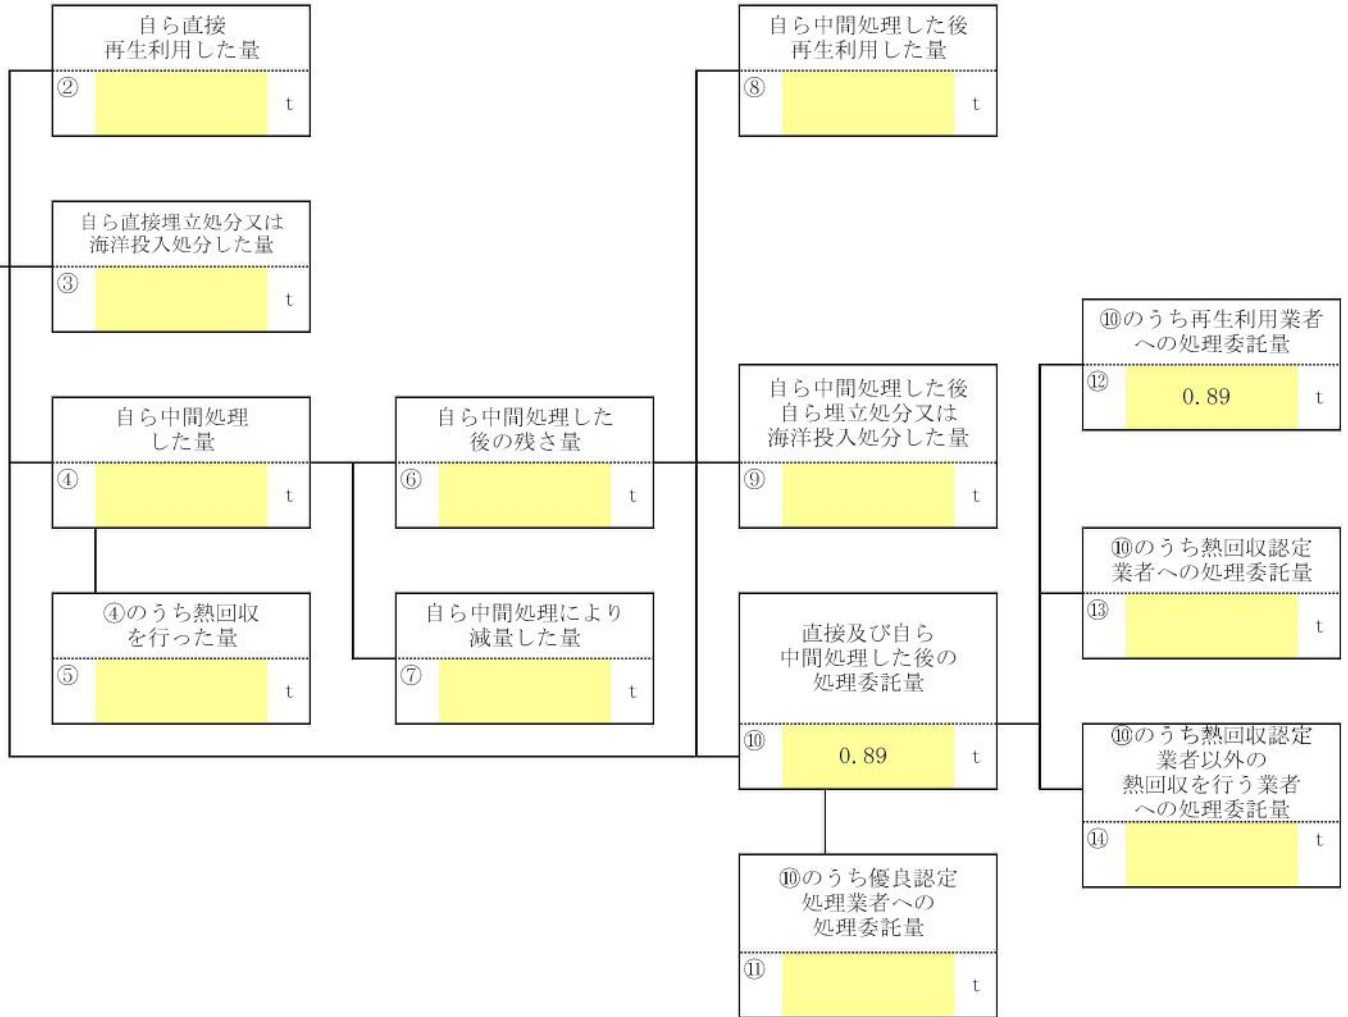 自ら直接
再生利用した量
②
t
自ら中間処理した後
再生利用した量
⑧
t
自ら直接埋立処分又は
海洋投入処分した量
③
t
⑩のうち再生利用業者
への処理委託量
⑫
0.89
t
自ら中間処理
した量
④
t
自ら中間処理した
後の残さ量
⑥
t
自ら中間処理した後
自ら埋立処分又は
海洋投入処分した量
⑨
t
⑩のうち熱回収認定
業者への処理委託量
⑬
t
④のうち熱回収
を行った量
⑤
t
自ら中間処理により
減量した量
⑦
t
直接及び自ら
中間処理した後の
処理委託量
⑩
0.89
t
⑩のうち熱回収認定
業者以外の
熱回収を行う業者
への処理委託量
⑭
t
⑩のうち優良認定
処理業者への
処理委託量
⑪
t